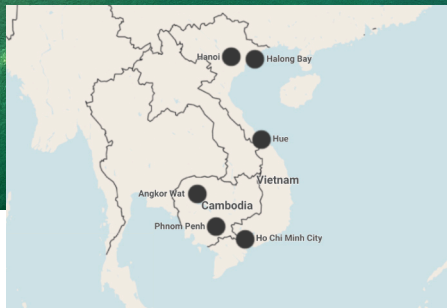 Hanoi
Halong Bay
Hue
Vietnam
Angkor Wat
Cambodia
Phnom Penh
Ho Chi Minh City